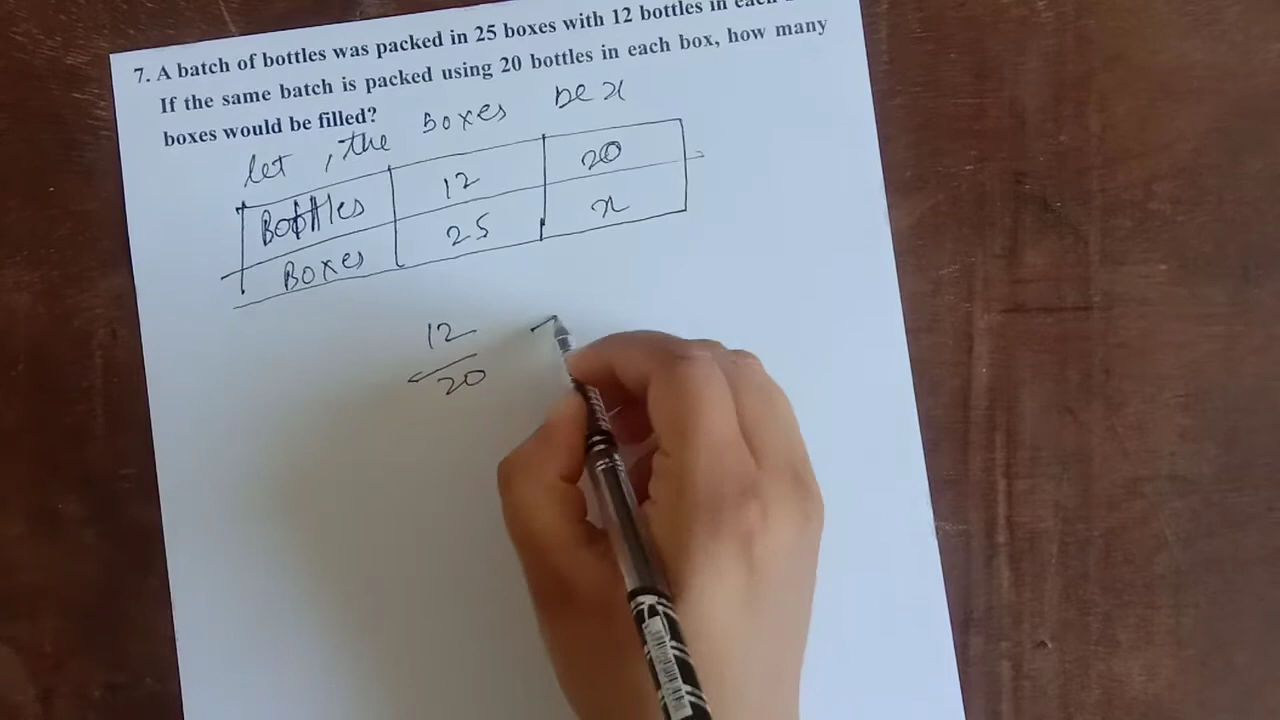 7. A batch of bottles was packed in 25 boxes with 12 bottles in each
If the same batch is packed using 20 bottles in each box, how many
boxes would be filled?
let, the boxes be x
Bottles 12 20
Boxes 25 x
12
20